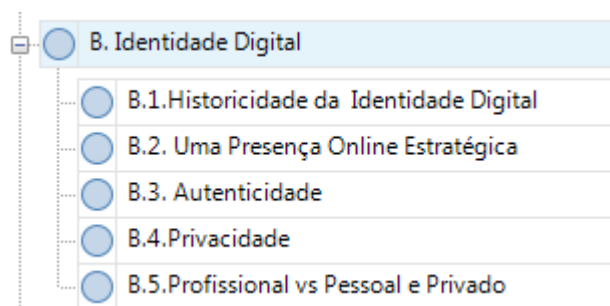 B. Identidade Digital
B.1.Historicidade da  Identidade Digital
B.2. Uma Presença Online Estratégica
B.3. Autenticidade
B.4.Privacidade
B.5.Profissional vs Pessoal e Privado